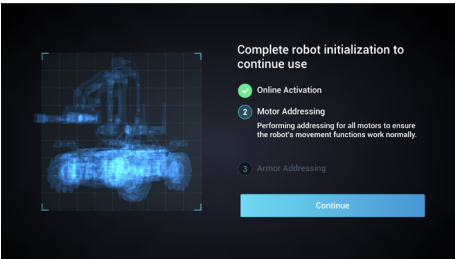 Complete robot initialization to
continue use
Online Activation
2 Motor Addressing
Performing addressing for all motors to ensure
the robot's movement functions work normally.
3 Armor Addressing
Continue